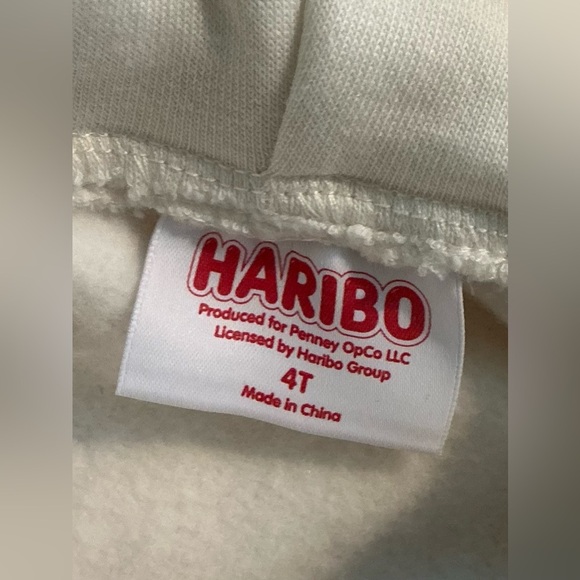 HARIBO
Produced for Penney OpCo LLC
Licensed by Haribo Group
4T
Made in China